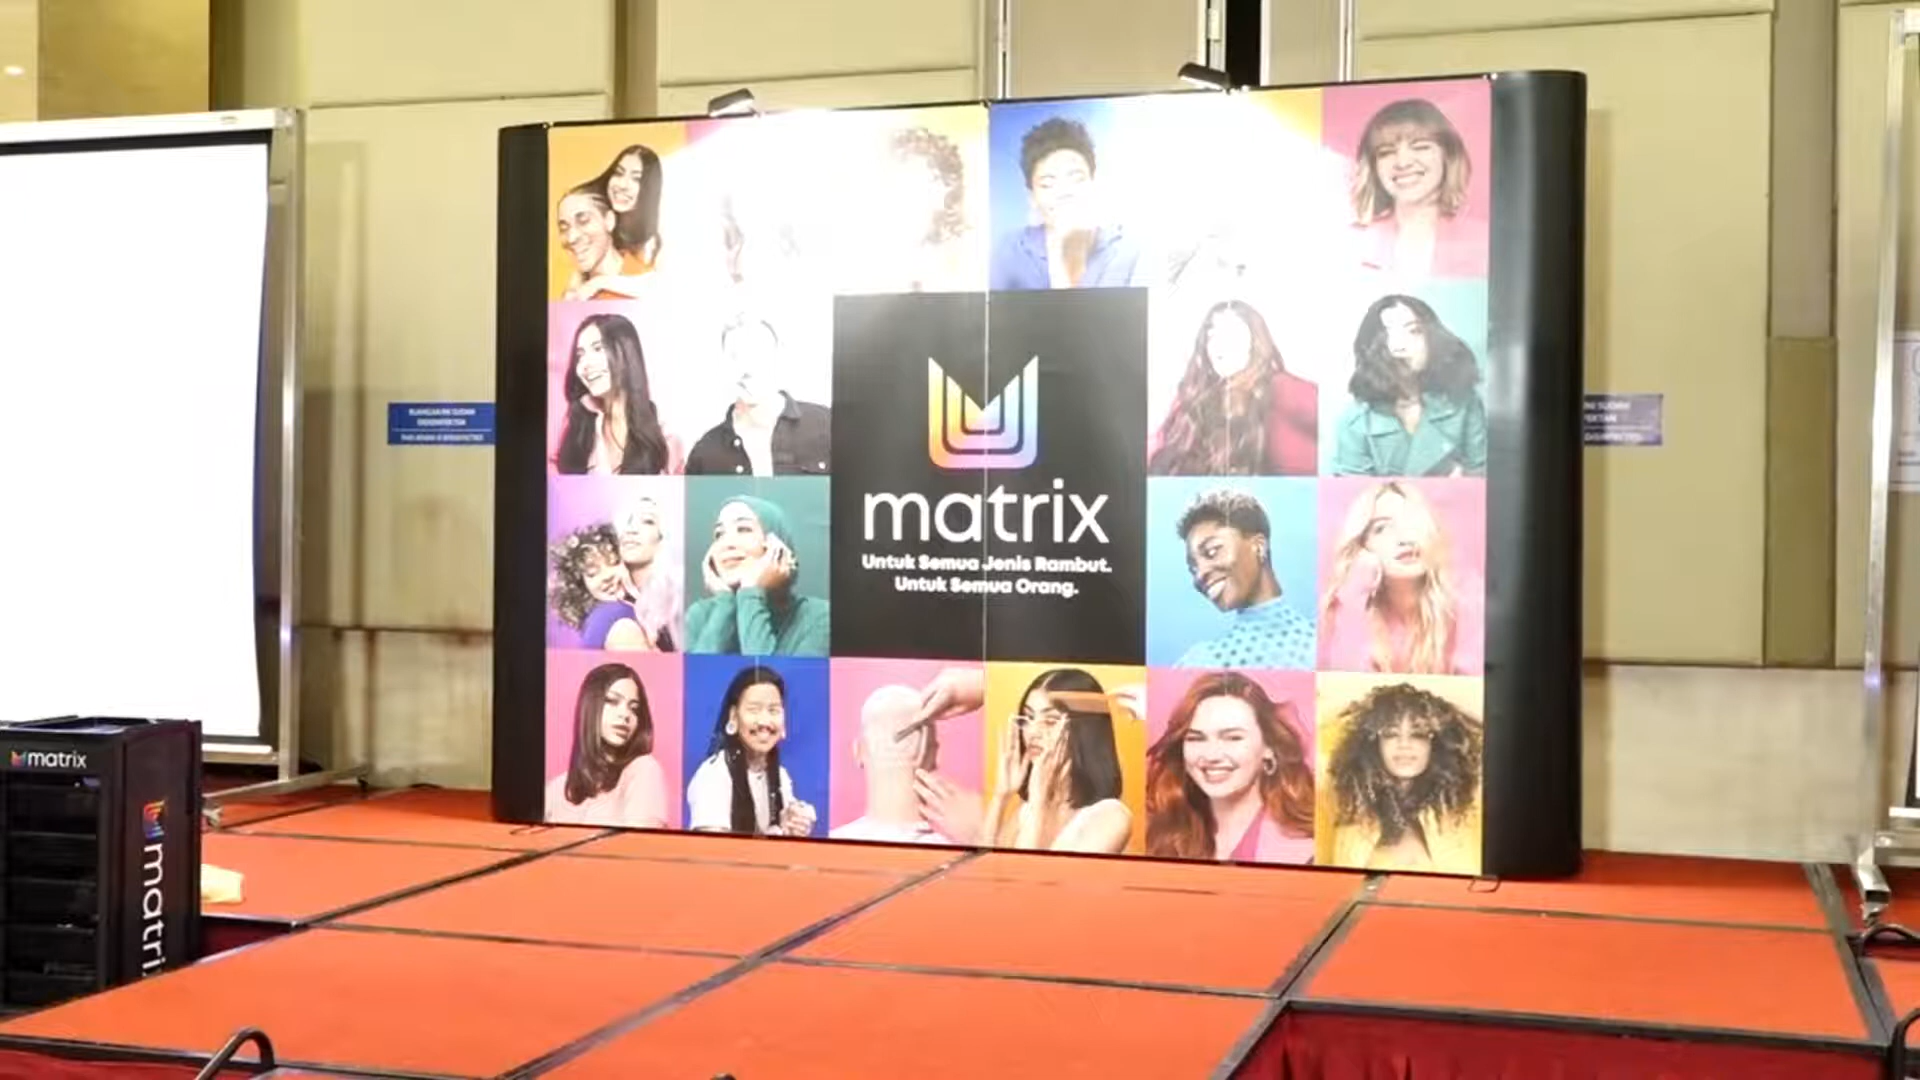 matrix
Untuk Semua Jenis Rambut.
Untuk Semua Orang.
matrix
matrix